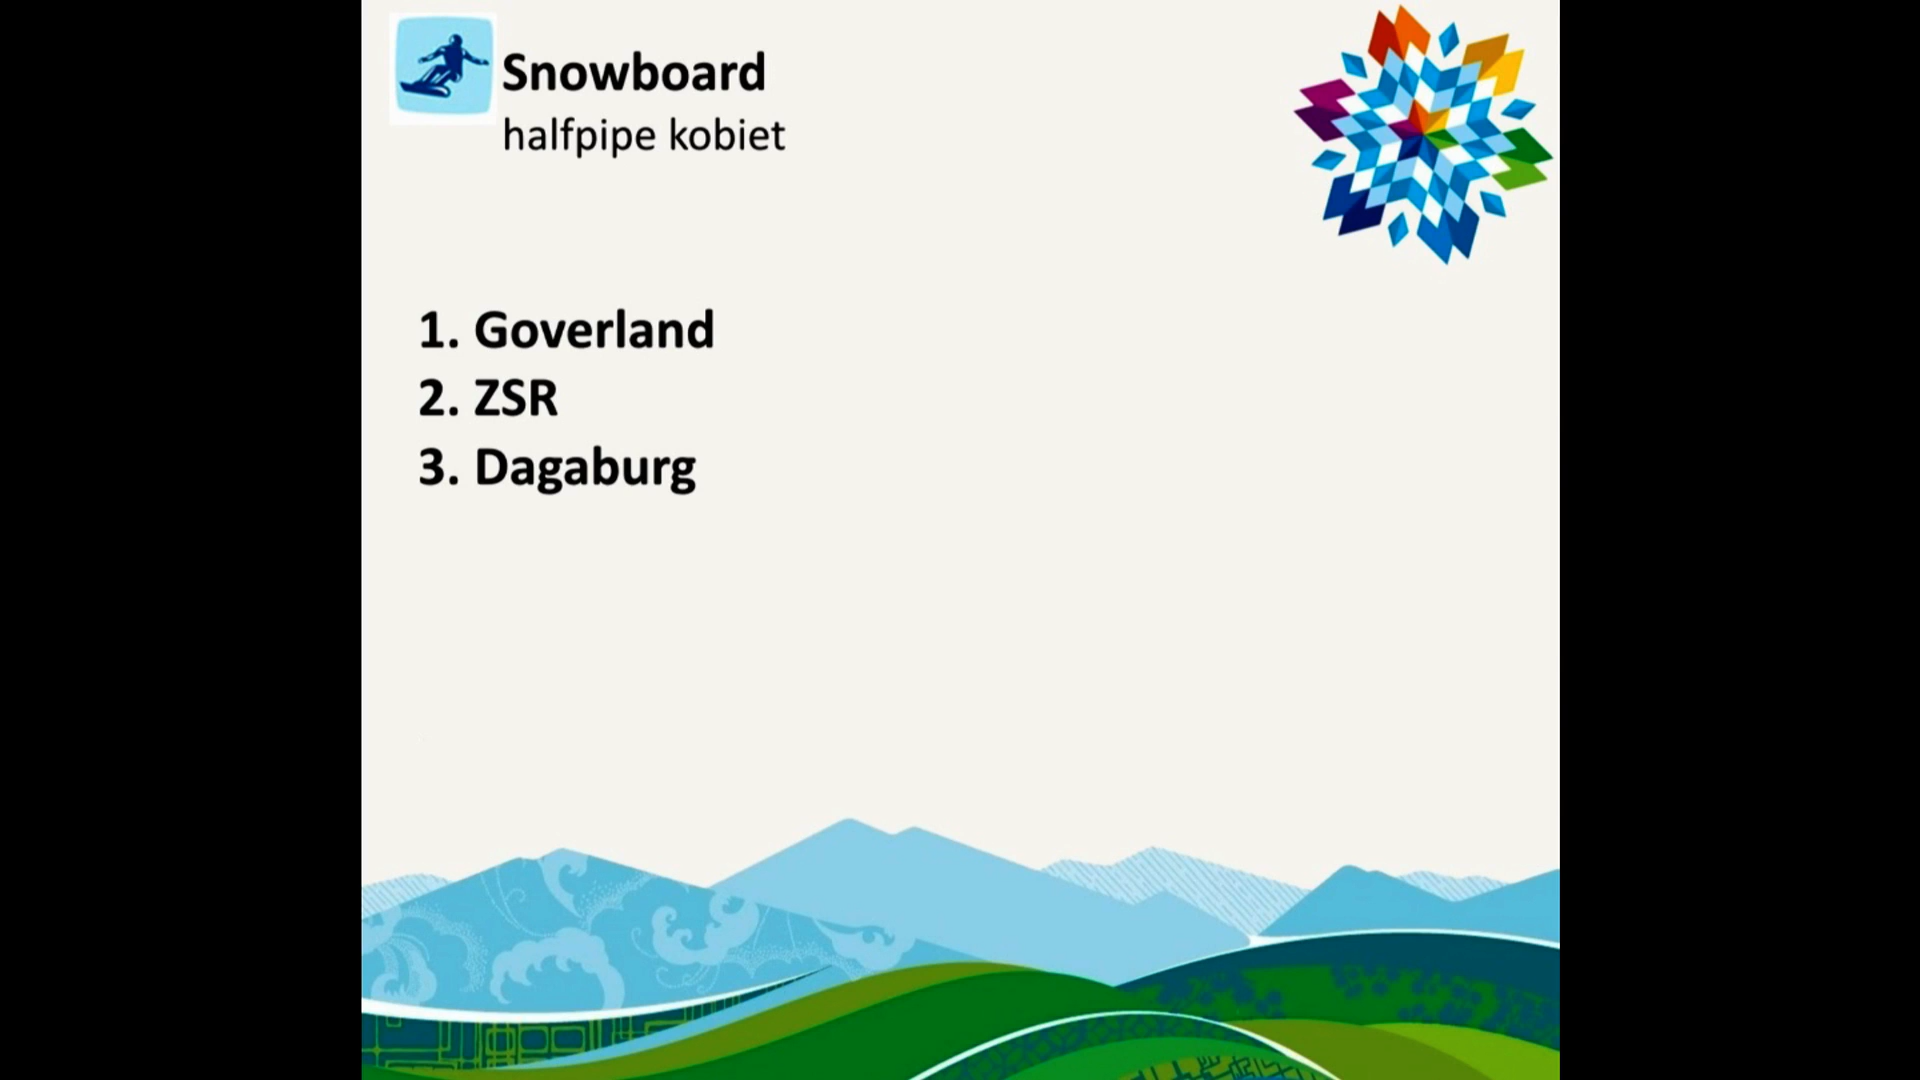 Snowboard
halfpipe kobiet
1. Goverland
2. ZSR
3. Dagaburg